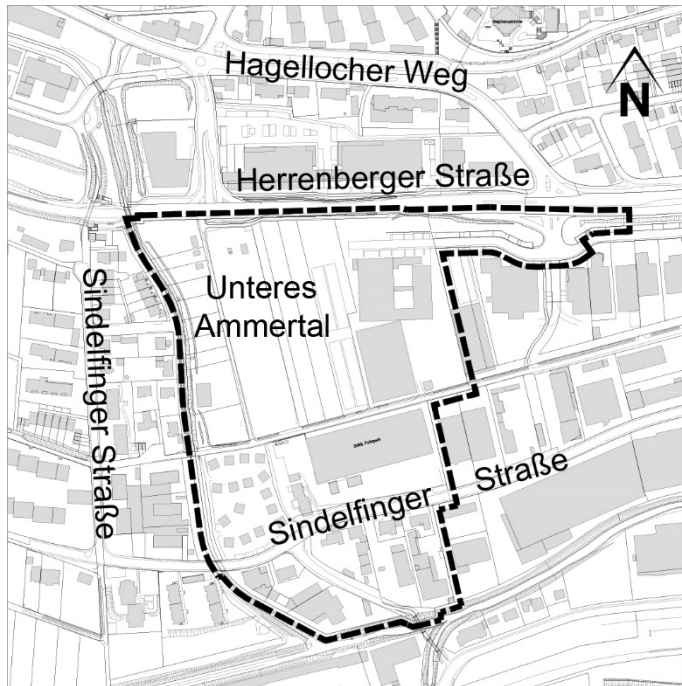 Hagellocher Weg
N
Herrenberger Straße
Unteres
Ammertal
Sindelfinger Straße
Sindelfinger Straße